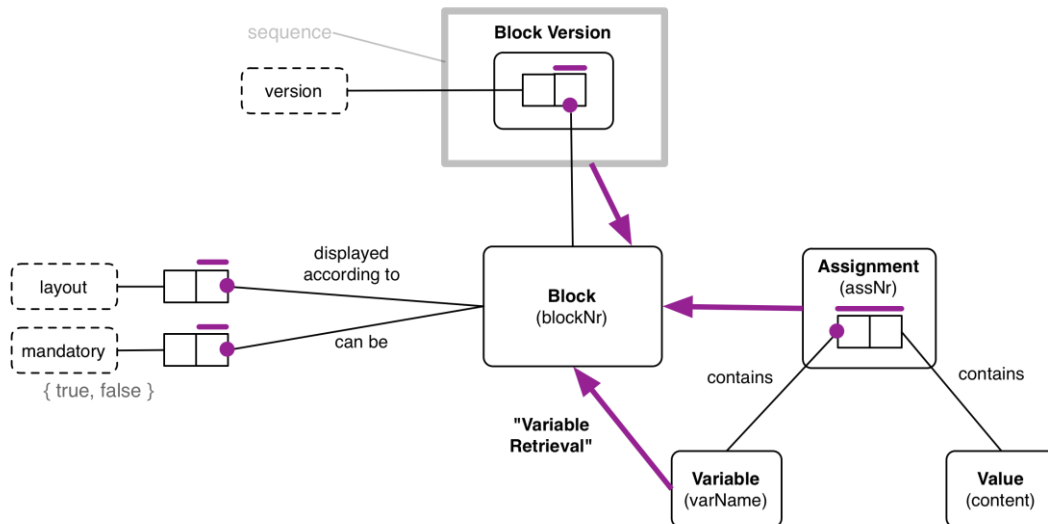 sequence
Block Version
version
displayed
according to
layout
Block
(blockNr)
Assignment
(assNr)
mandatory
can be
{ true, false }
contains
contains
"Variable
Retrieval"
Variable
(varName)
Value
(content)